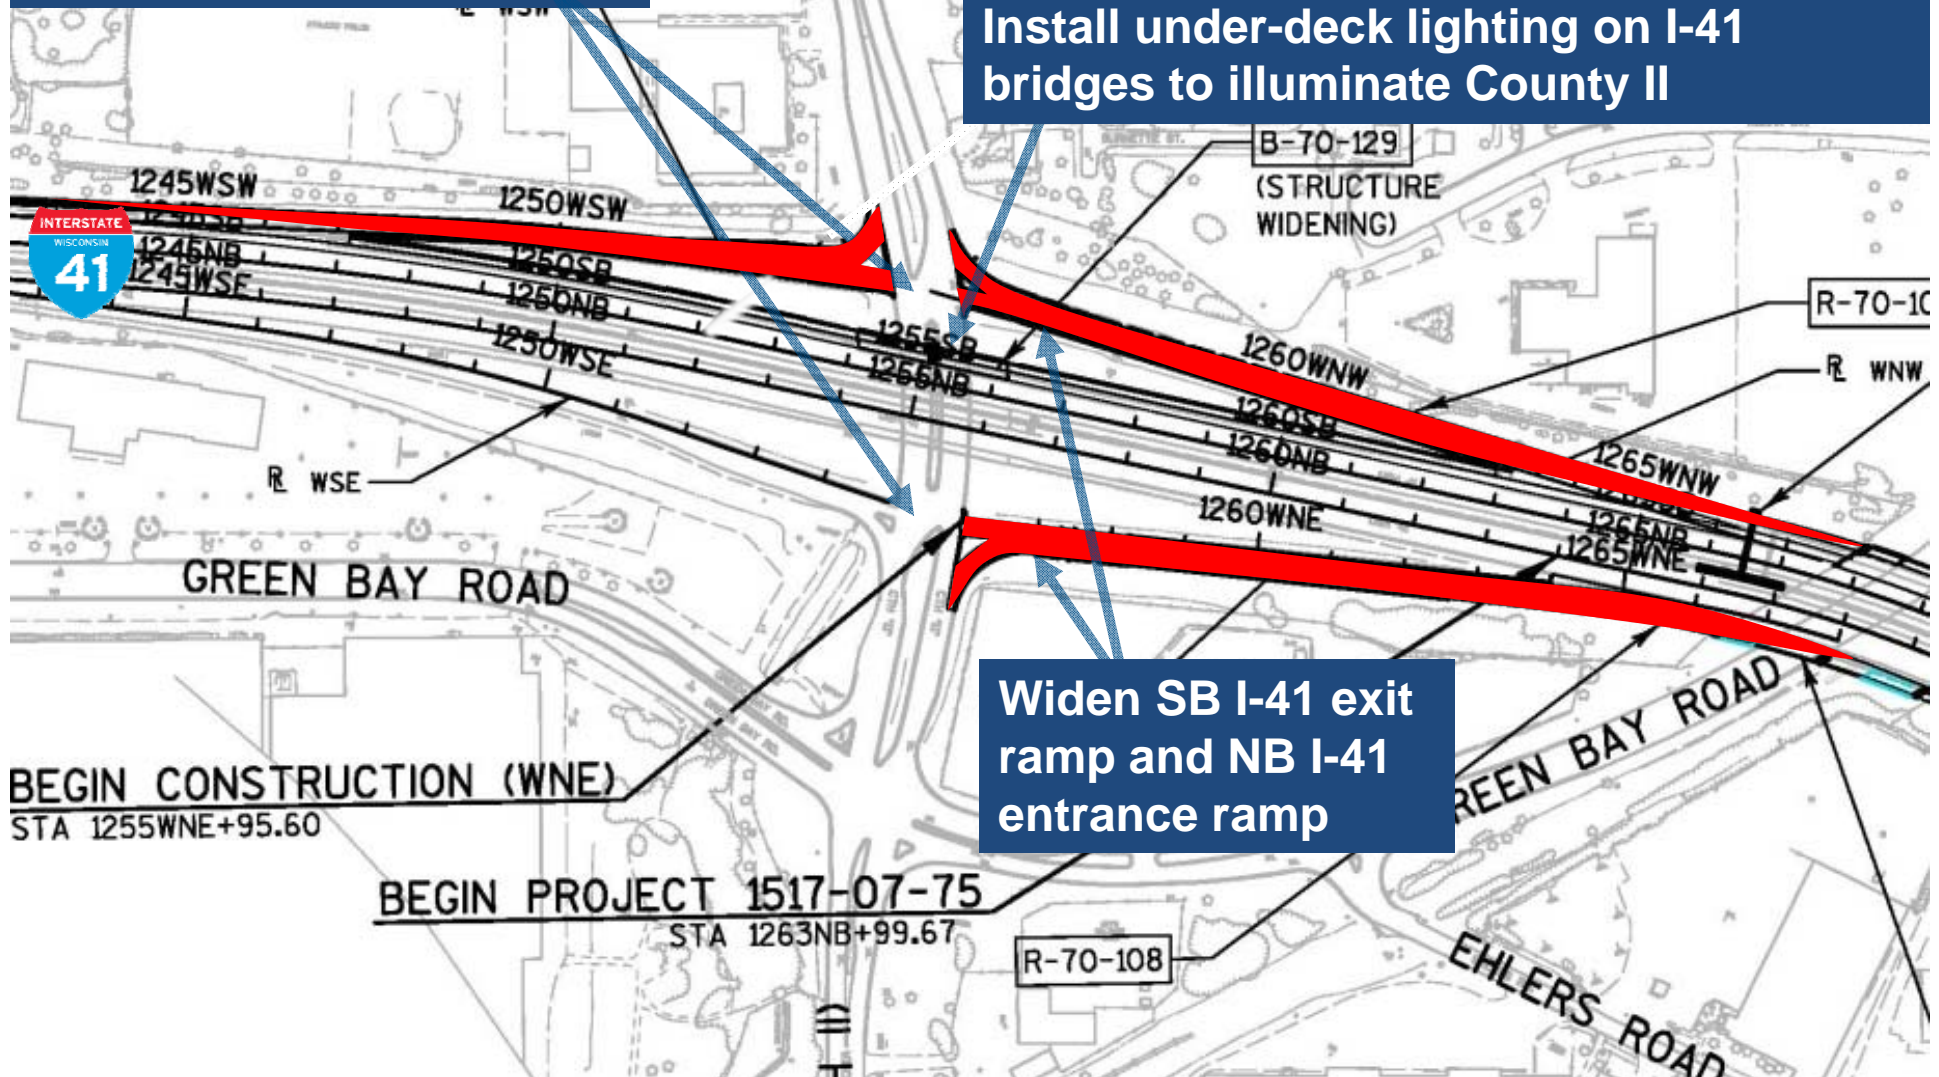 Install under-deck lighting on I-41
bridges to illuminate County II
B-70-129
(STRUCTURE
WIDENING)
1245WSW
1250WSW
INTERSTATE
WISCONSIN
41
1245SB
1245NB
1245WSE
1250SB
1250NB
1250WSE
1255SB
1255NB
1260WNW
R-70-10
℞ WNW
1260SB
1260NB
1265WNW
℞ WSE
1260WNE
1265NB
1265WNE
GREEN BAY ROAD
Widen SB I-41 exit
ramp and NB I-41
entrance ramp
REEN BAY ROAD
BEGIN CONSTRUCTION (WNE)
STA 1255WNE+95.60
BEGIN PROJECT 1517-07-75
STA 1263NB+99.67
R-70-108
EHLERS ROAD